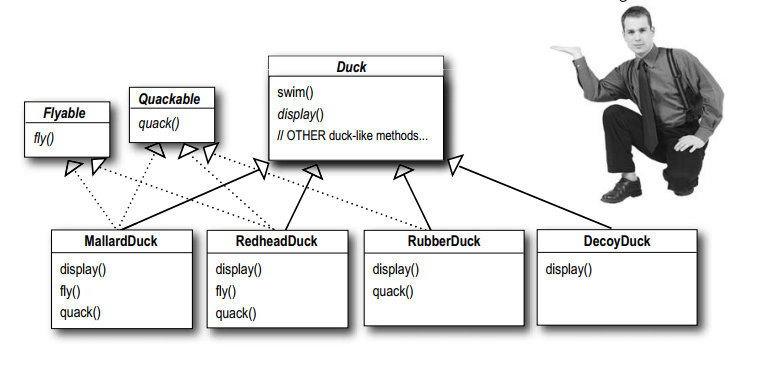 Duck
swim()
display()
// OTHER duck-like methods...
Quackable
quack()
Flyable
fly()
MallardDuck
display()
fly()
quack()
RedheadDuck
display()
fly()
quack()
RubberDuck
display()
quack()
DecoyDuck
display()